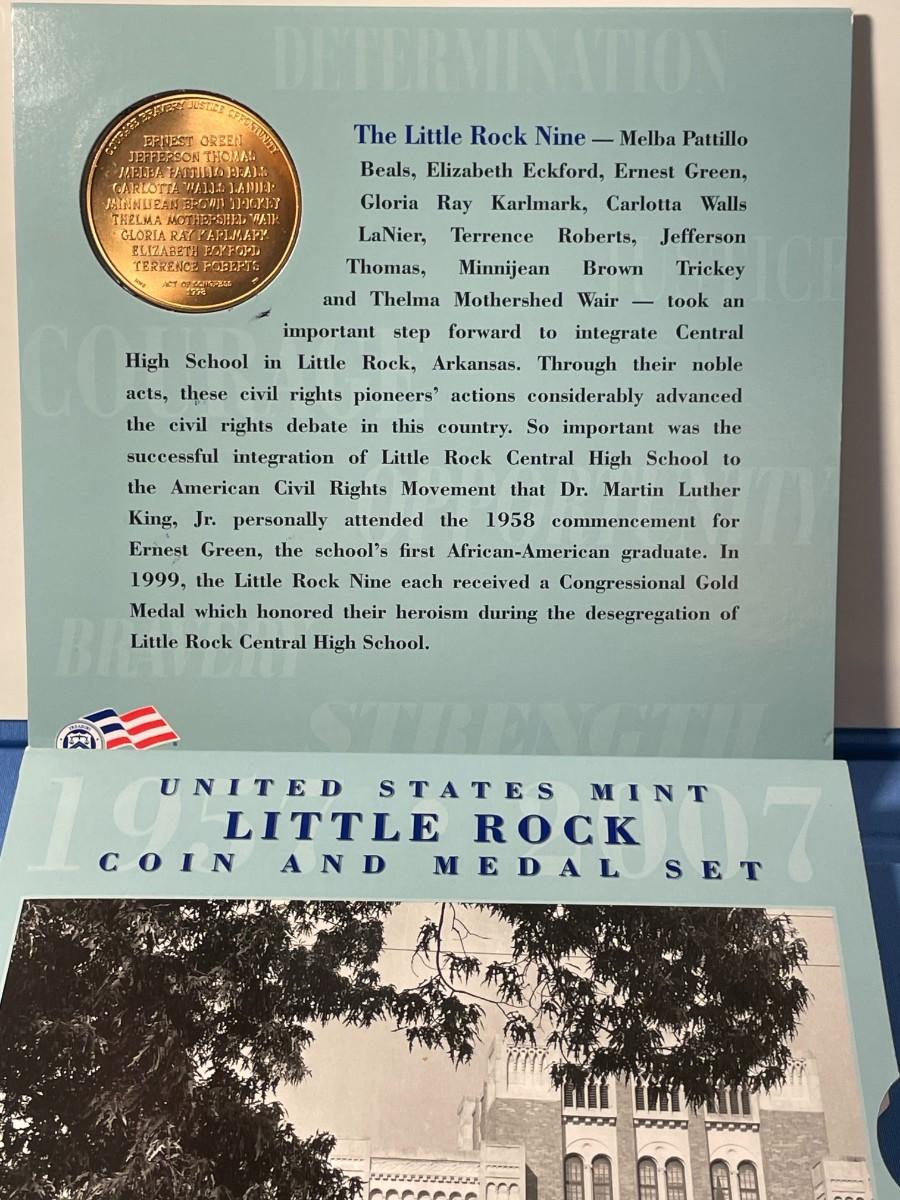 DETERMINATION
COURAGE BRAVERY JUSTICE OPPORTUNITY
ERNEST GREEN
JEFFERSON THOMAS
MELBA PATTILLO BEALS
CARLOTTA WALLS LANIER
MINNIJEAN BROWN TRICKEY
THELMA MOTHERSHED WAIR
GLORIA RAY KARLMARK
ELIZABETH ECKFORD
TERRENCE ROBERTS
ACT OF CONGRESS
1998
The Little Rock Nine — Melba Pattillo
Beals, Elizabeth Eckford, Ernest Green,
Gloria Ray Karlmark, Carlotta Walls
LaNier, Terrence Roberts, Jefferson
Thomas, Minnijean Brown Trickey
and Thelma Mothershed Wair — took an
important step forward to integrate Central
High School in Little Rock, Arkansas. Through their noble
acts, these civil rights pioneers' actions considerably advanced
the civil rights debate in this country. So important was the
successful integration of Little Rock Central High School to
the American Civil Rights Movement that Dr. Martin Luther
King, Jr. personally attended the 1958 commencement for
Ernest Green, the school's first African-American graduate. In
1999, the Little Rock Nine each received a Congressional Gold
Medal which honored their heroism during the desegregation of
Little Rock Central High School.
JUSTICE
COURAGE
OPPORTUNITY
BRAVERY
STRENGTH
1957 2007
UNITED STATES MINT
LITTLE ROCK
COIN AND MEDAL SET